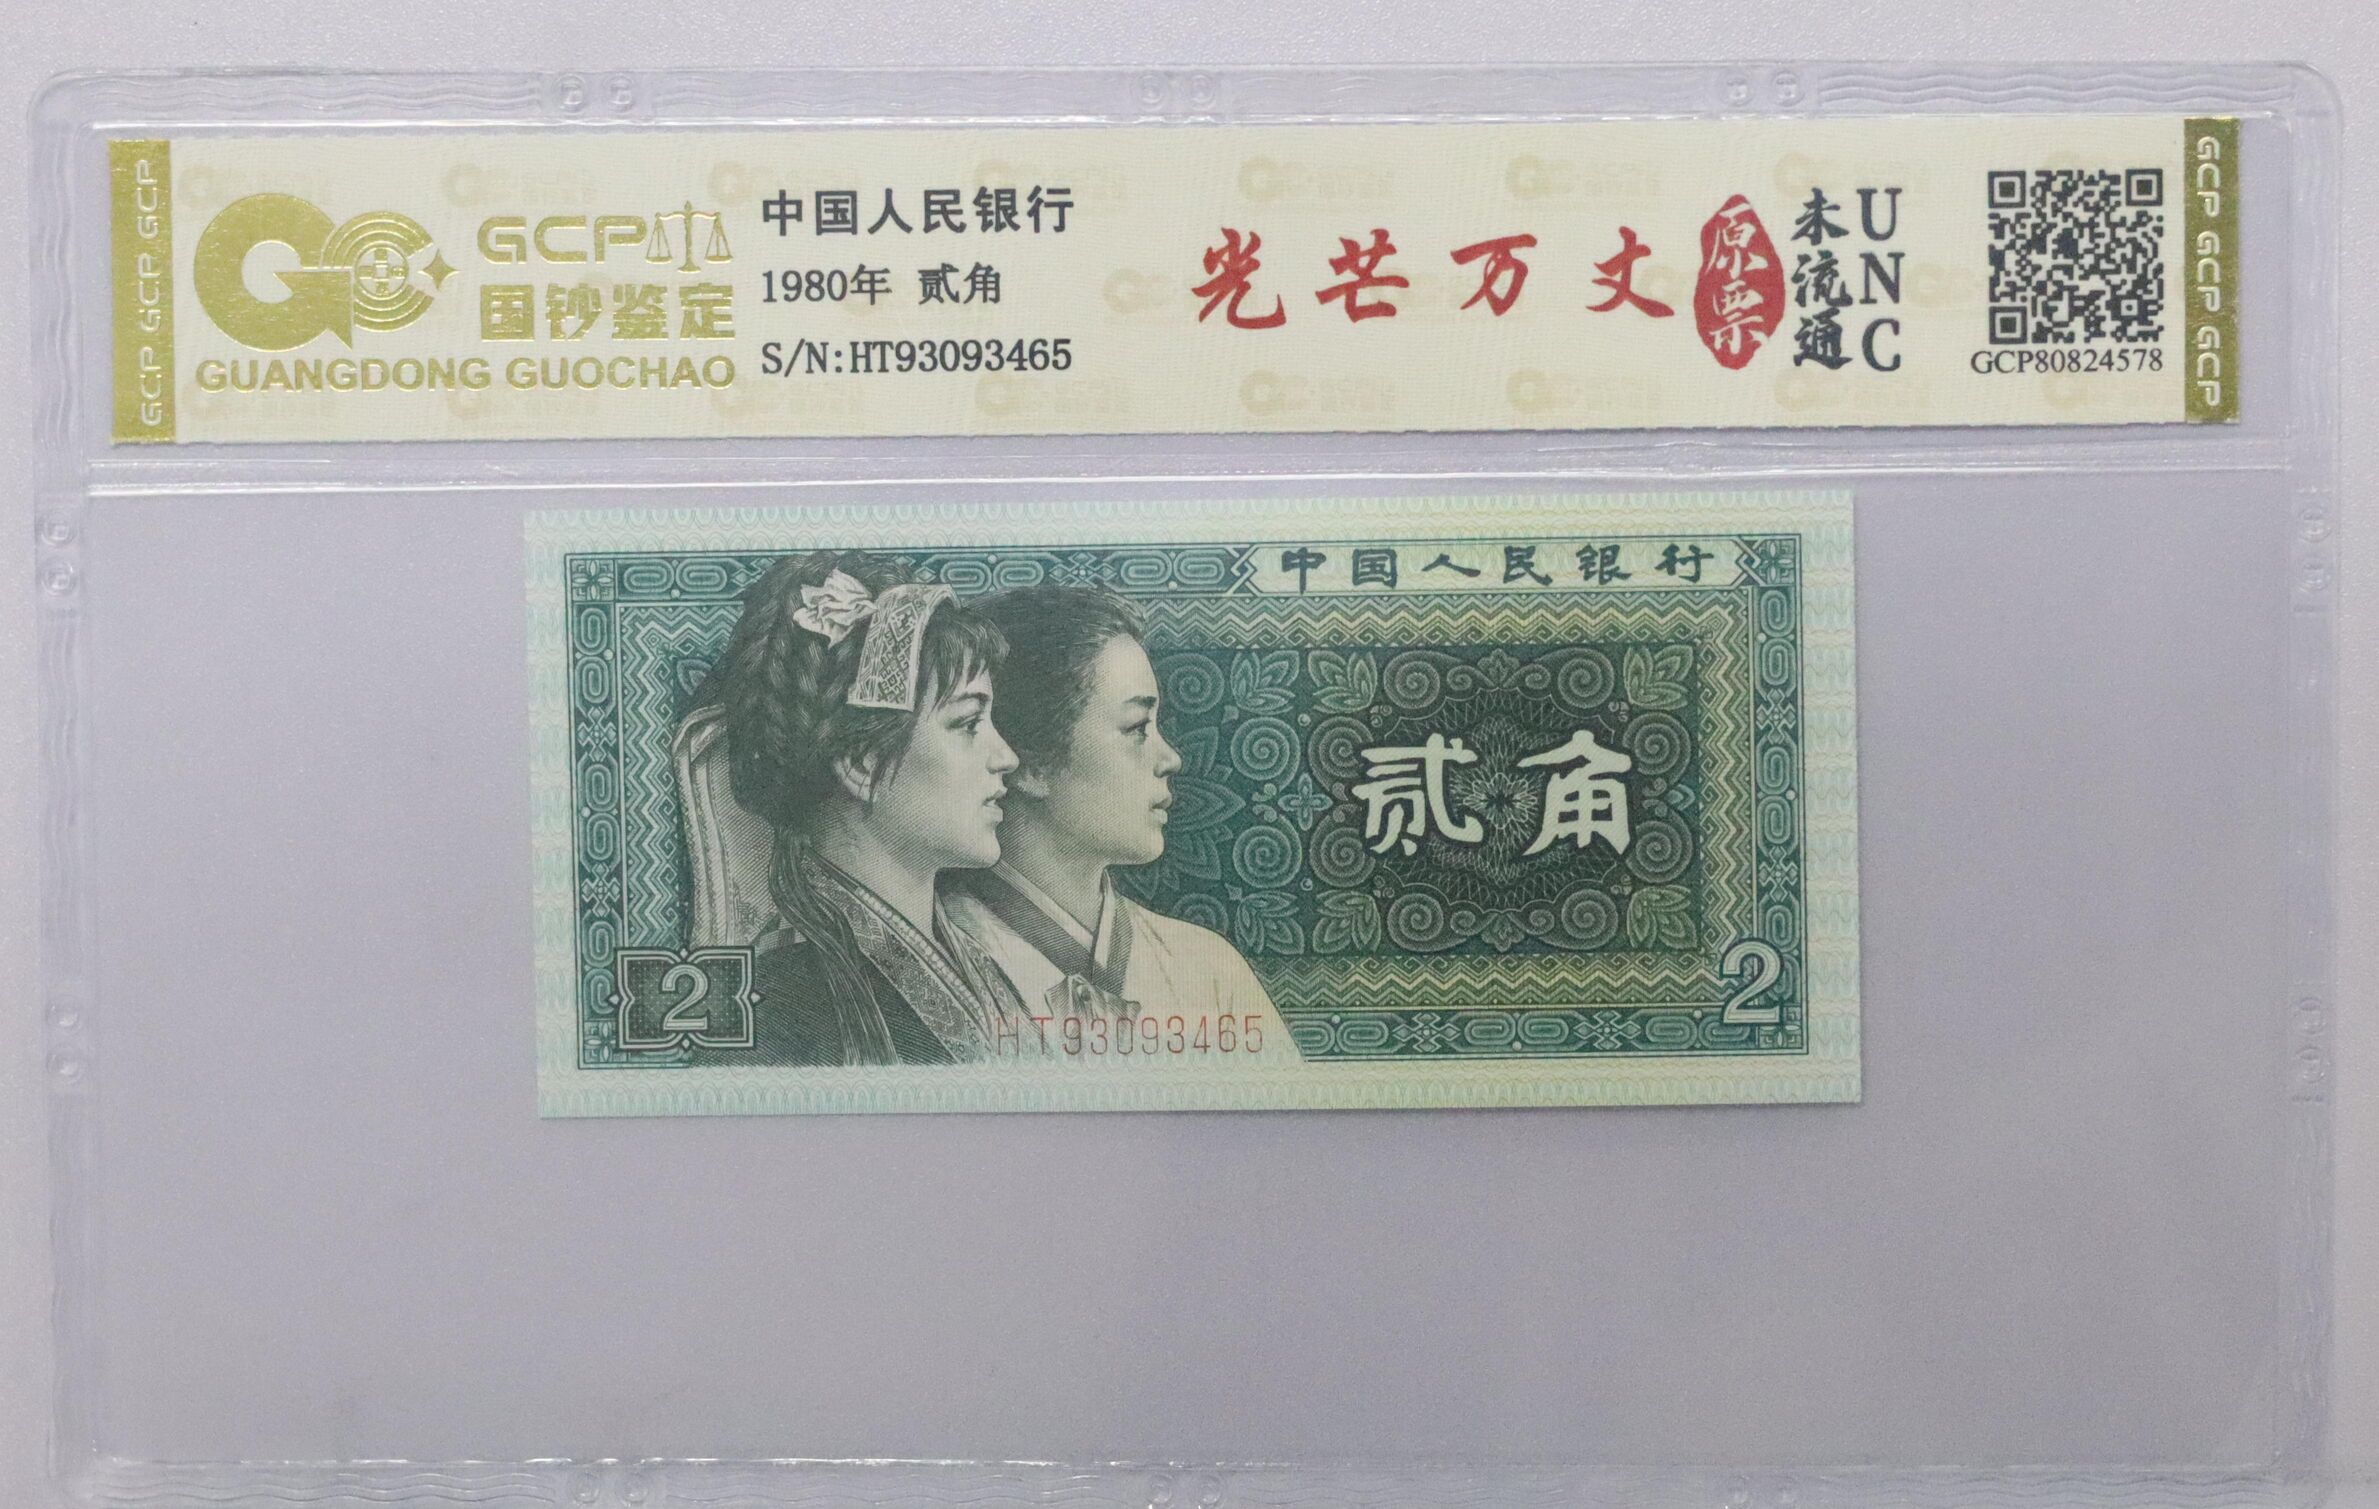 GCP GCP GCP
GCP
国钞鉴定
GUANGDONG GUOCHAO
中国人民银行
1980年 贰角
S/N:HT93093465
光芒万丈
原票
未流通
UNC
GCP80824578
GCP GCP GCP
中国人民银行
贰角
2
2
HT93093465